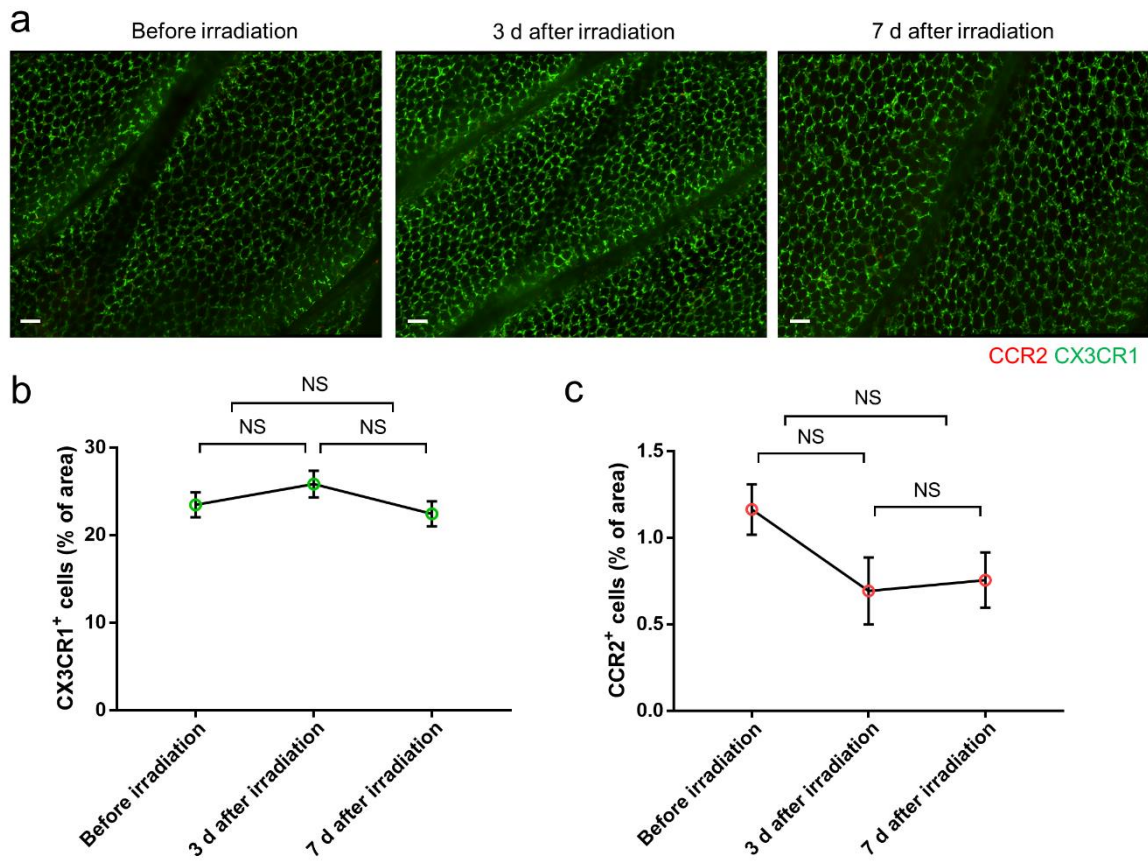 a
Before irradiation
3 d after irradiation
7 d after irradiation
CCR2 CX3CR1
b
NS
NS
NS
30
20
10
0
CX3CR1+ cells (% of area)
Before irradiation
3 d after irradiation
7 d after irradiation
c
NS
NS
NS
1.5
1.0
0.5
0.0
CCR2+ cells (% of area)
Before irradiation
3 d after irradiation
7 d after irradiation